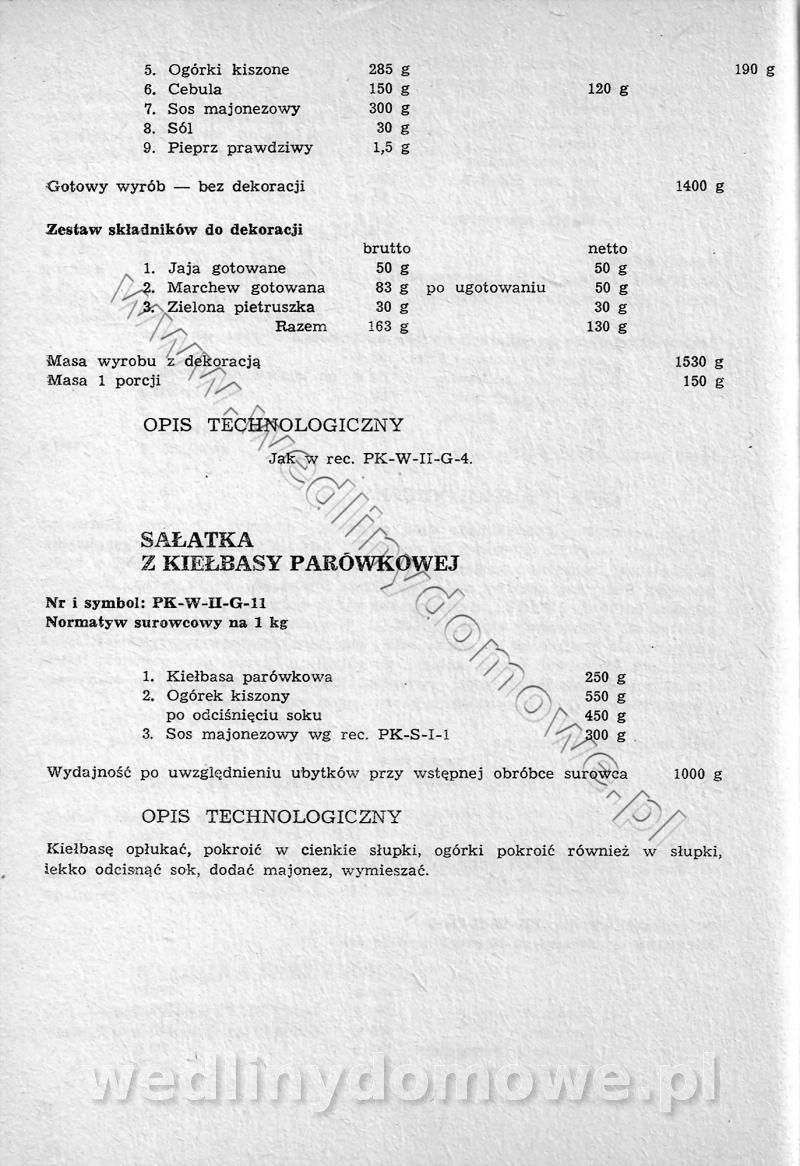 5. Ogórki kiszone 285 g 190 g
6. Cebula 150 g 120 g
7. Sos majonezowy 300 g
8. Sól 30 g
9. Pieprz prawdziwy 1,5 g
Gotowy wyrób — bez dekoracji 1400 g
Zestaw składników do dekoracji
brutto netto
1. Jaja gotowane 50 g 50 g
2. Marchew gotowana 83 g po ugotowaniu 50 g
3. Zielona pietruszka 30 g 30 g
Razem 163 g 130 g
Masa wyrobu z dekoracją 1530 g
Masa 1 porcji 150 g
OPIS TECHNOLOGICZNY
Jak w rec. PK-W-II-G-4.
SAŁATKA
Z KIEŁBASY PARÓWKOWEJ
Nr i symbol: PK-W-II-G-11
Normatyw surowcowy na 1 kg
1. Kiełbasa parówkowa 250 g
2. Ogórek kiszony 550 g
po odciśnięciu soku 450 g
3. Sos majonezowy wg rec. PK-S-I-1 300 g
Wydajność po uwzględnieniu ubytków przy wstępnej obróbce surowca 1000 g
OPIS TECHNOLOGICZNY
Kiełbasę opłukać, pokroić w cienkie słupki, ogórki pokroić również w słupki,
lekko odcisnąć sok, dodać majonez, wymieszać.
www.wedlinydomowe.pl
wedlinydomowe.pl